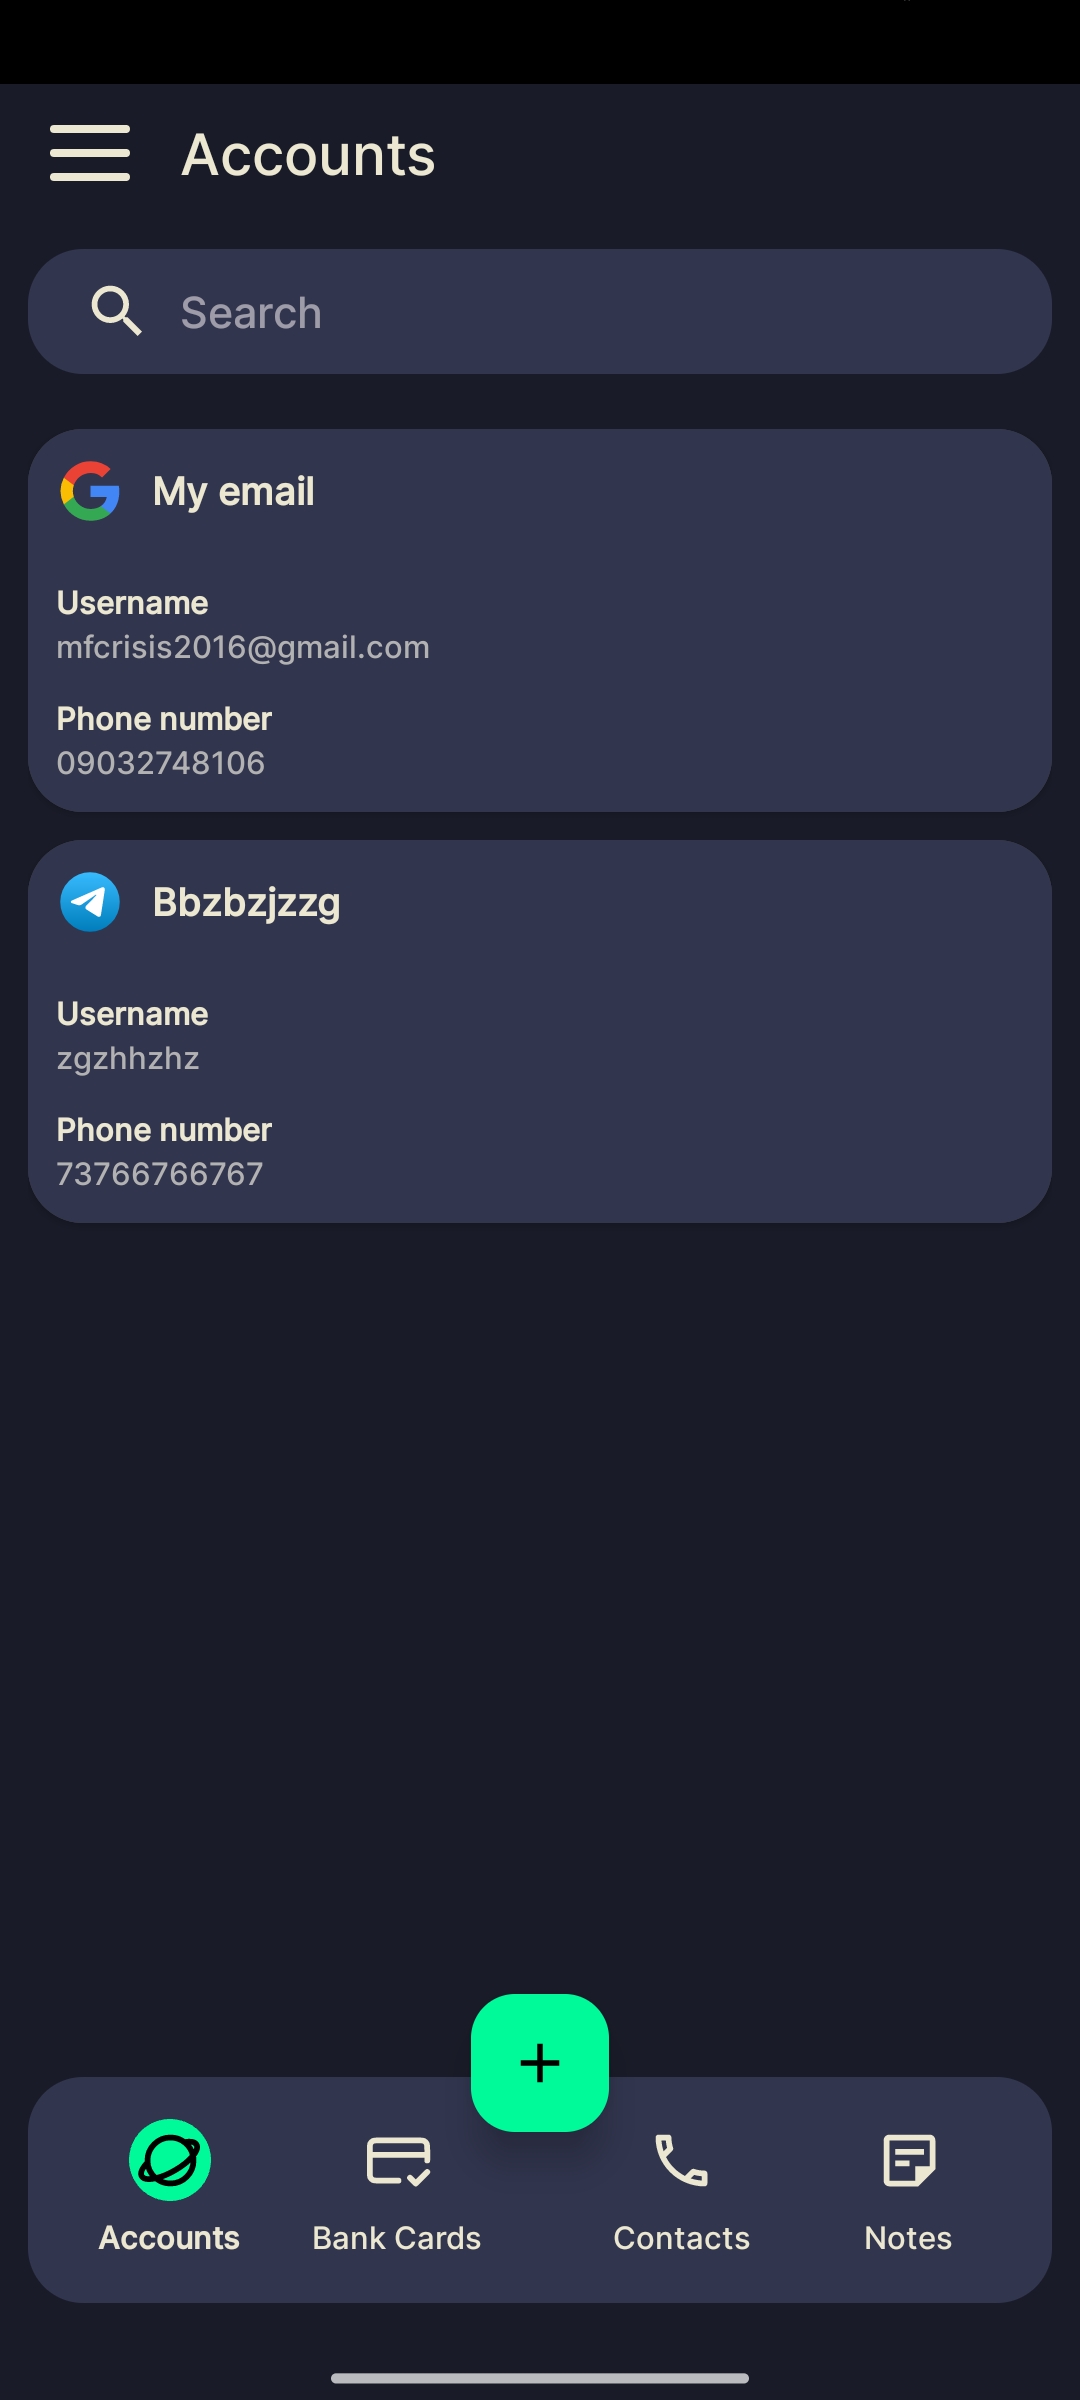 Accounts
Search
My email
Username
mfcrisis2016@gmail.com
Phone number
09032748106
Bbzbzjzzg
Username
zgzhhzhz
Phone number
73766766767
Accounts
Bank Cards
Contacts
Notes